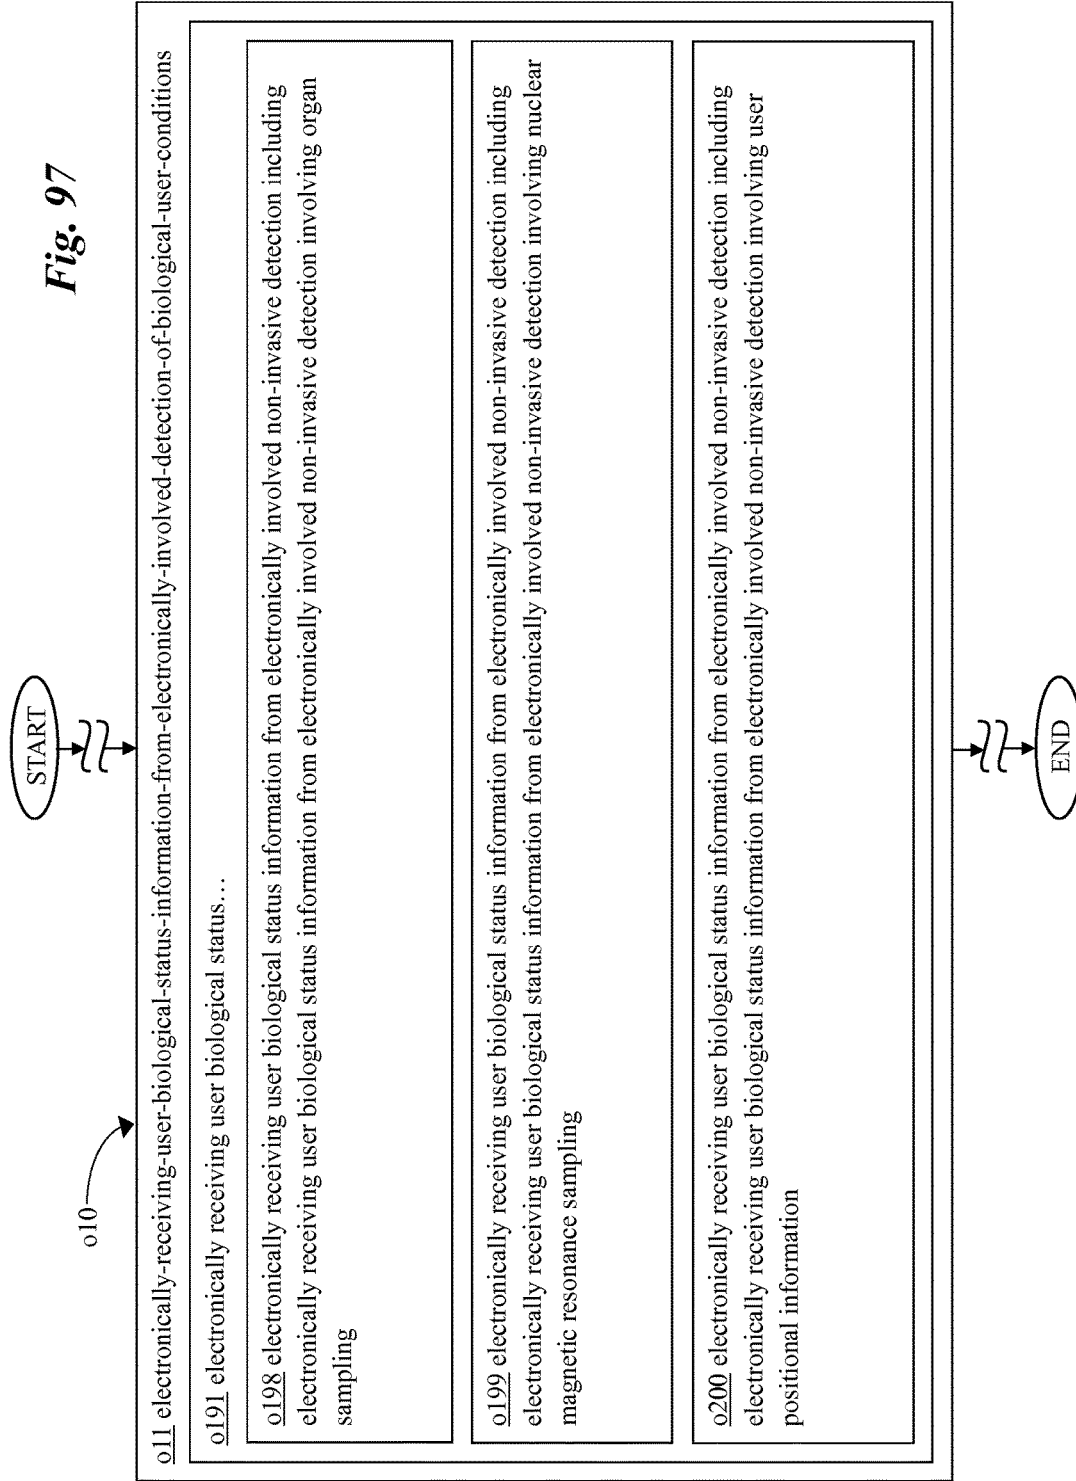 Fig. 97
START
o10
o11 electronically-receiving-user-biological-status-information-from-electronically-involved-detection-of-biological-user-conditions
o191 electronically receiving user biological status…
o198 electronically receiving user biological status information from electronically involved non-invasive detection including
electronically receiving user biological status information from electronically involved non-invasive detection involving organ
sampling
o199 electronically receiving user biological status information from electronically involved non-invasive detection including
electronically receiving user biological status information from electronically involved non-invasive detection involving nuclear
magnetic resonance sampling
o200 electronically receiving user biological status information from electronically involved non-invasive detection including
electronically receiving user biological status information from electronically involved non-invasive detection involving user
positional information
END